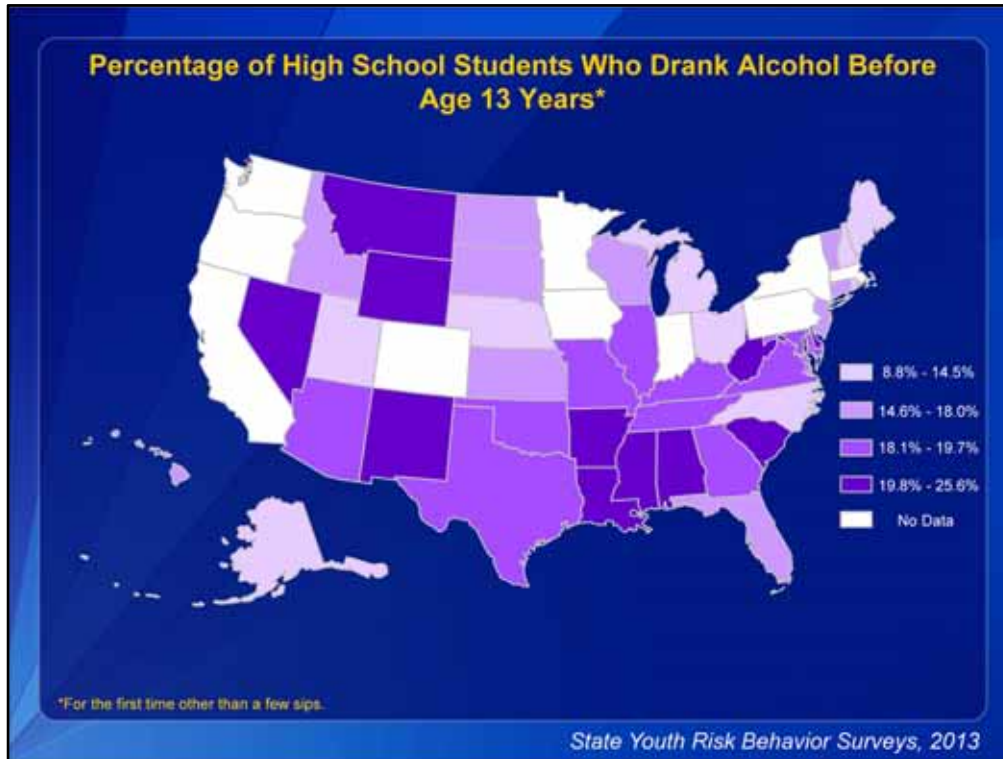 Percentage of High School Students Who Drank Alcohol Before
Age 13 Years*
8.8% - 14.5%
14.6% - 18.0%
18.1% - 19.7%
19.8% - 25.6%
No Data
*For the first time other than a few sips.
State Youth Risk Behavior Surveys, 2013